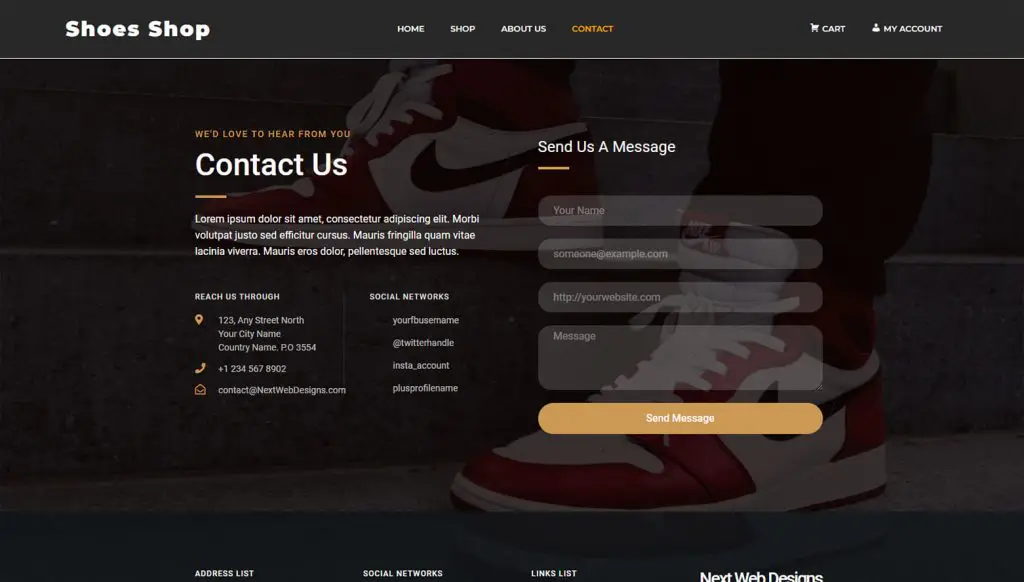 Shoes Shop
HOME
SHOP
ABOUT US
CONTACT
CART
MY ACCOUNT
WE'D LOVE TO HEAR FROM YOU
Contact Us
Lorem ipsum dolor sit amet, consectetur adipiscing elit. Morbi
volutpat justo sed efficitur cursus. Mauris fringilla quam vitae
lacinia viverra. Mauris eros dolor, pellentesque sed luctus.
REACH US THROUGH
123, Any Street North
Your City Name
Country Name. P.O 3554
+1 234 567 8902
contact@NextWebDesigns.com
SOCIAL NETWORKS
yourfbusername
@twitterhandle
insta_account
plusprofilename
Send Us A Message
Your Name
someone@example.com
http://yourwebsite.com
Message
Send Message
ADDRESS LIST
SOCIAL NETWORKS
LINKS LIST
Next Web Designs